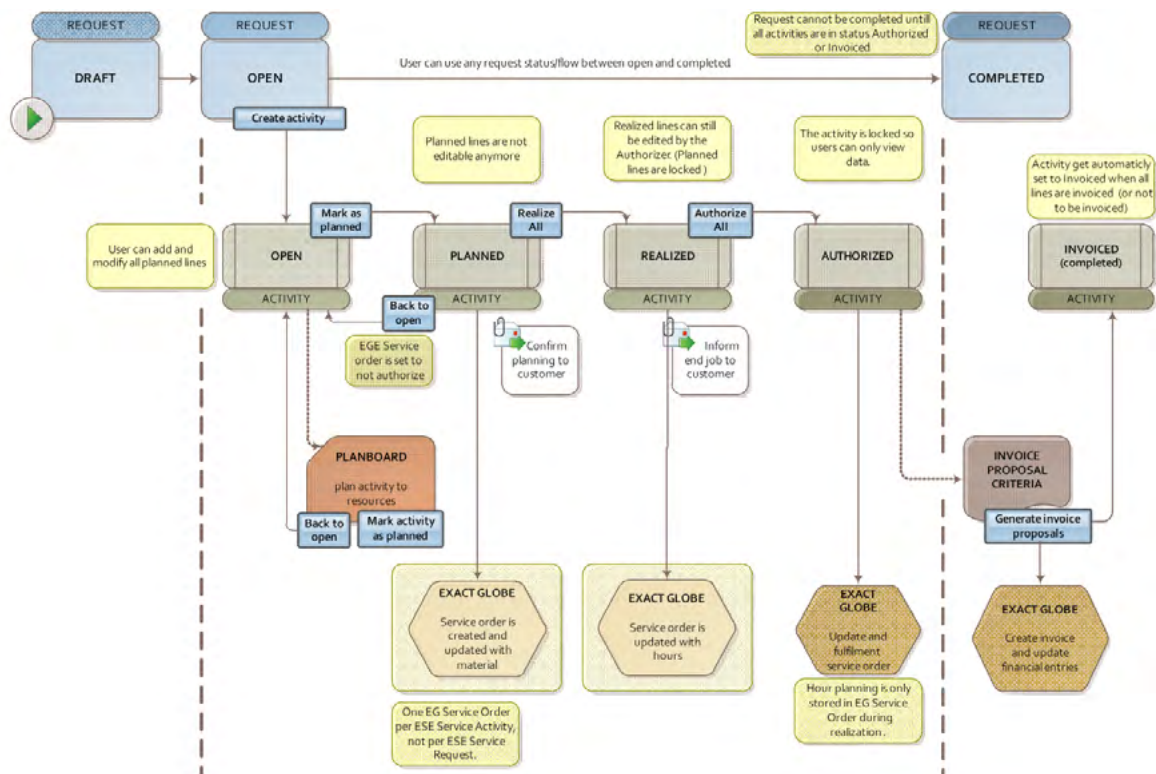 REQUEST
DRAFT
REQUEST
OPEN
Create activity
User can use any request status/flow between open and completed
Request cannot be completed untill
all activities are in status Authorized
or Invoiced
REQUEST
COMPLETED
Planned lines are not
editable anymore
Realized lines can still
be edited by the
Authorizer. (Planned
lines are locked )
The activity is locked so
users can only view
data.
Activity get automaticly
set to Invoiced when all
lines are invoiced (or not
to be invoiced)
User can add and
modify all planned lines
OPEN
ACTIVITY
Mark as
planned
PLANNED
ACTIVITY
Realize
All
REALIZED
ACTIVITY
Authorize
All
AUTHORIZED
ACTIVITY
INVOICED
(completed)
ACTIVITY
Back to
open
EGE Service
order is set to
not authorize
Confirm
planning to
customer
Inform
end job to
customer
PLANBOARD
plan activity to
resources
Back to
open
Mark activity
as planned
INVOICE
PROPOSAL
CRITERIA
Generate invoice
proposals
EXACT GLOBE
Service order is
created and
updated with
material
EXACT GLOBE
Service order is
updated with
hours
EXACT
GLOBE
Update and
fulfilment
service order
EXACT GLOBE
Create invoice
and update
financial entries
One EG Service Order
per ESE Service Activity,
not per ESE Service
Request.
Hour planning is only
stored in EG Service
Order during
realization .